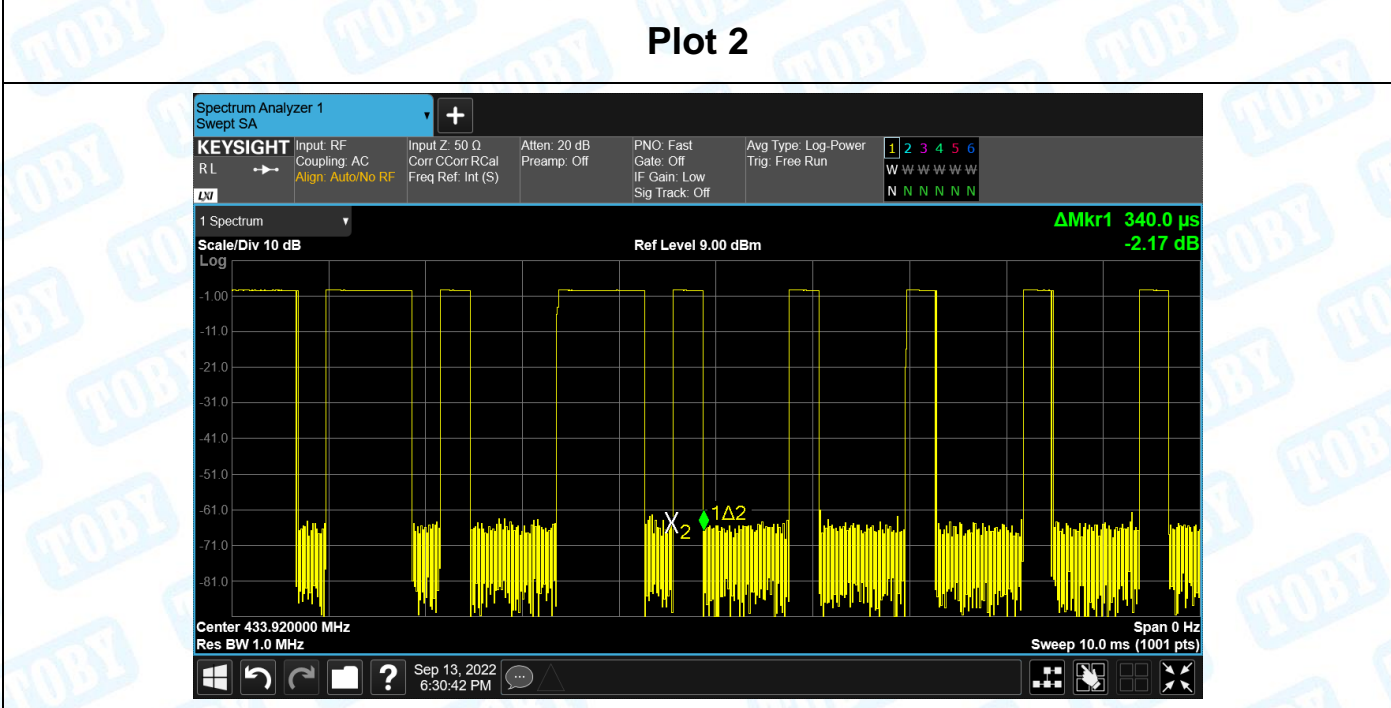 Plot 2
Spectrum Analyzer 1
Swept SA
▼
+
KEYSIGHT
R L
LXI
Input: RF
Coupling: AC
Align: Auto/No RF
Input Z: 50 Ω
Corr CCorr RCal
Freq Ref: Int (S)
Atten: 20 dB
Preamp: Off
PNO: Fast
Gate: Off
IF Gain: Low
Sig Track: Off
Avg Type: Log-Power
Trig: Free Run
1 2 3 4 5 6
W W W W W W
N N N N N N
1 Spectrum ▼
ΔMkr1 340.0 µs
-2.17 dB
Scale/Div 10 dB
Ref Level 9.00 dBm
Log
-1.00
-11.0
-21.0
-31.0
-41.0
-51.0
-61.0
-71.0
-81.0
X2
1Δ2
Center 433.920000 MHz
Span 0 Hz
Res BW 1.0 MHz
Sweep 10.0 ms (1001 pts)
?
Sep 13, 2022
6:30:42 PM
TOBY